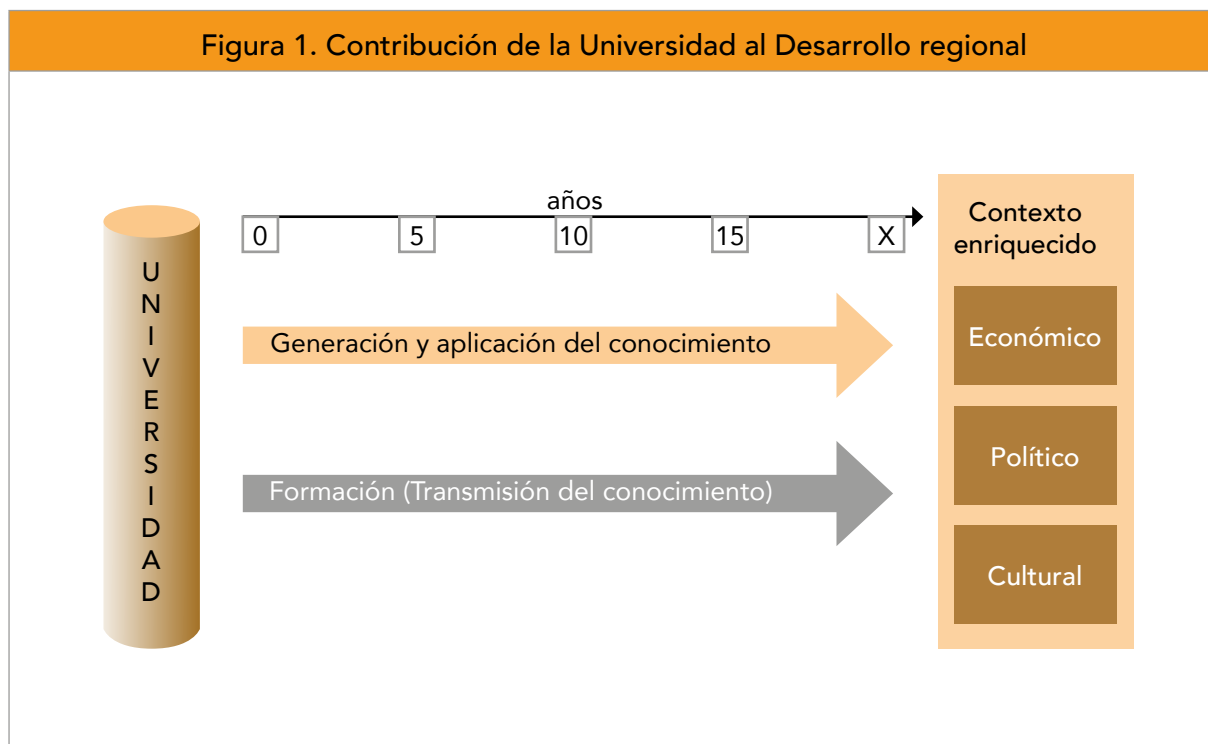 Figura 1. Contribución de la Universidad al Desarrollo regional
años
0 5 10 15 X
UNIVERSIDAD
Generación y aplicación del conocimiento
Formación (Transmisión del conocimiento)
Contexto
enriquecido
Económico
Político
Cultural